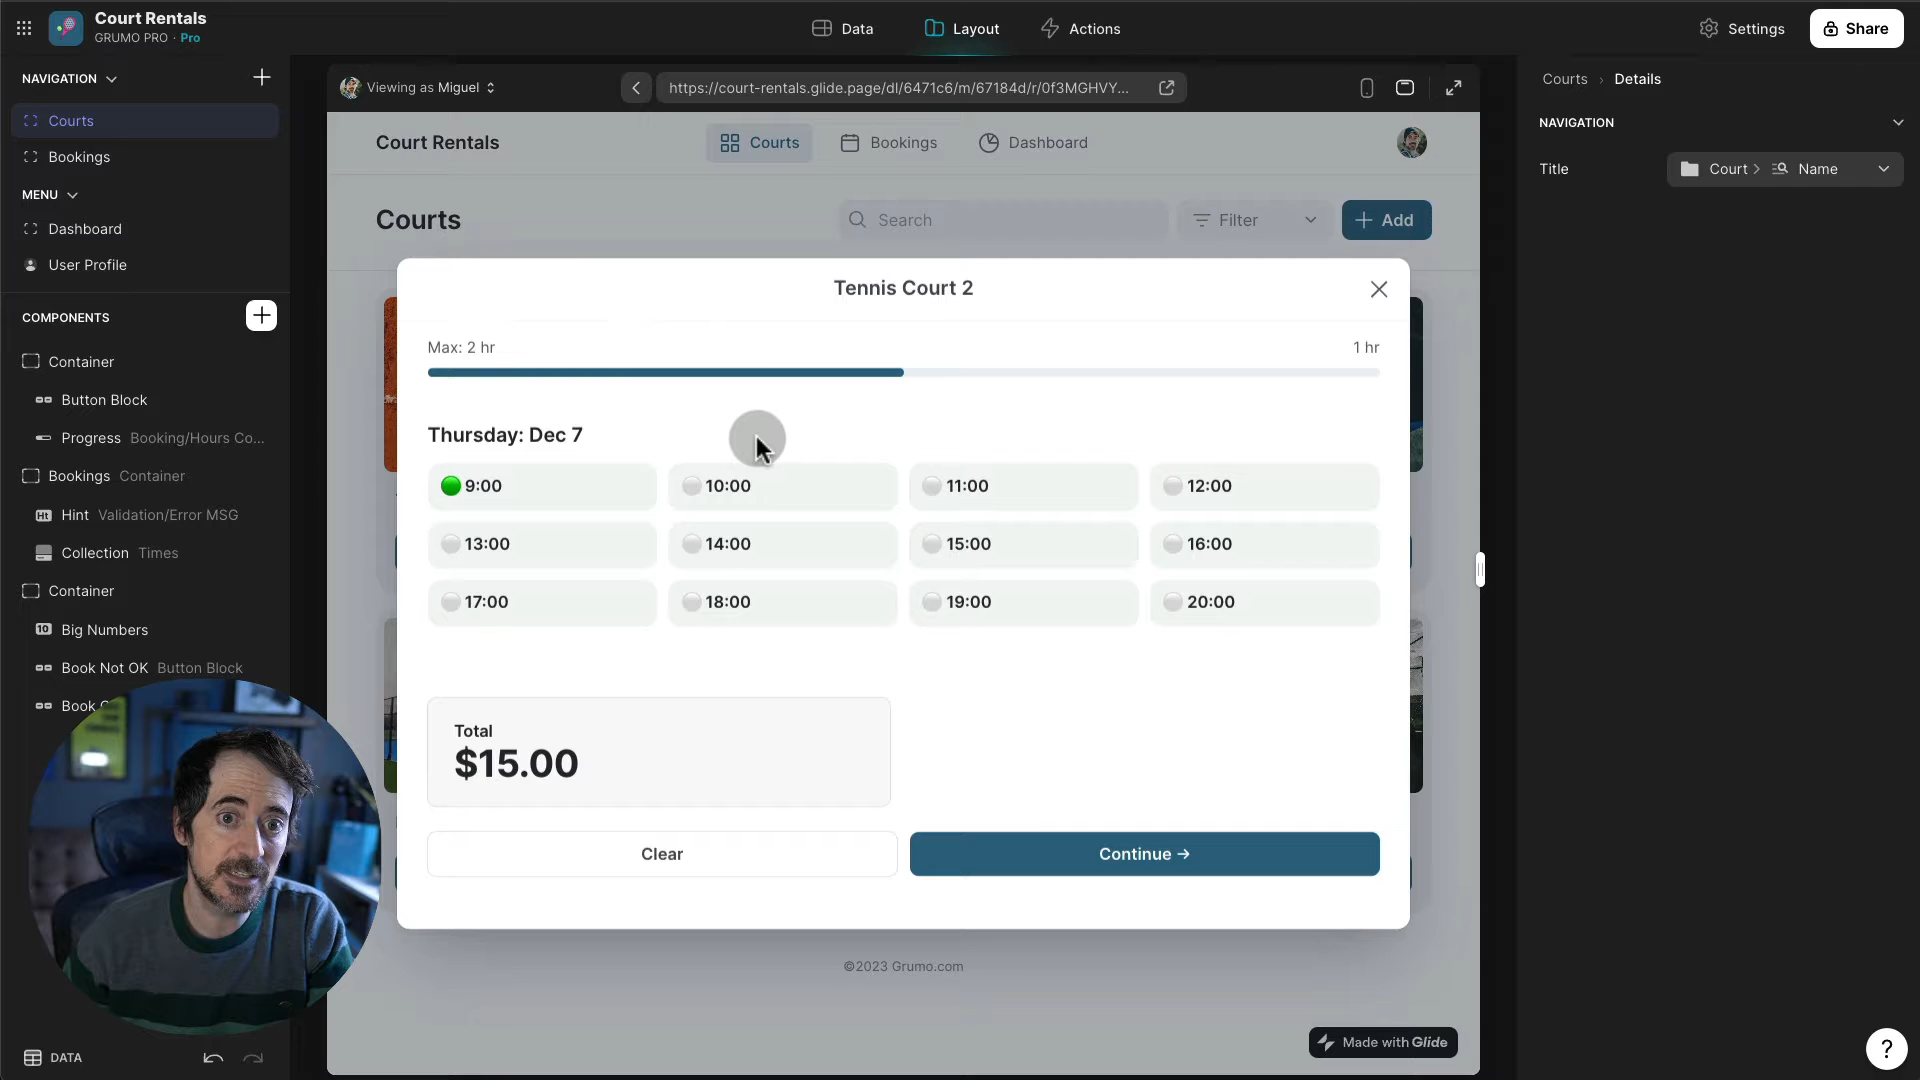 Court Rentals
GRUMO PRO · Pro
Data
Layout
Actions
Settings
Share
NAVIGATION
Courts
Bookings
MENU
Dashboard
User Profile
COMPONENTS
Container
Button Block
Progress Booking/Hours Co...
Bookings Container
Hint Validation/Error MSG
Collection Times
Container
Big Numbers
Book Not OK Button Block
Book
DATA
Viewing as Miguel
https://court-rentals.glide.page/dl/6471c6/m/67184d/r/0f3MGHVY...
Court Rentals
Courts
Bookings
Dashboard
Courts
Search
Filter
Add
Tennis Court 2
Max: 2 hr
1 hr
Thursday: Dec 7
9:00
10:00
11:00
12:00
13:00
14:00
15:00
16:00
17:00
18:00
19:00
20:00
Total
$15.00
Clear
Continue →
©2023 Grumo.com
Made with Glide
Courts › Details
NAVIGATION
Title
Court > Name
?